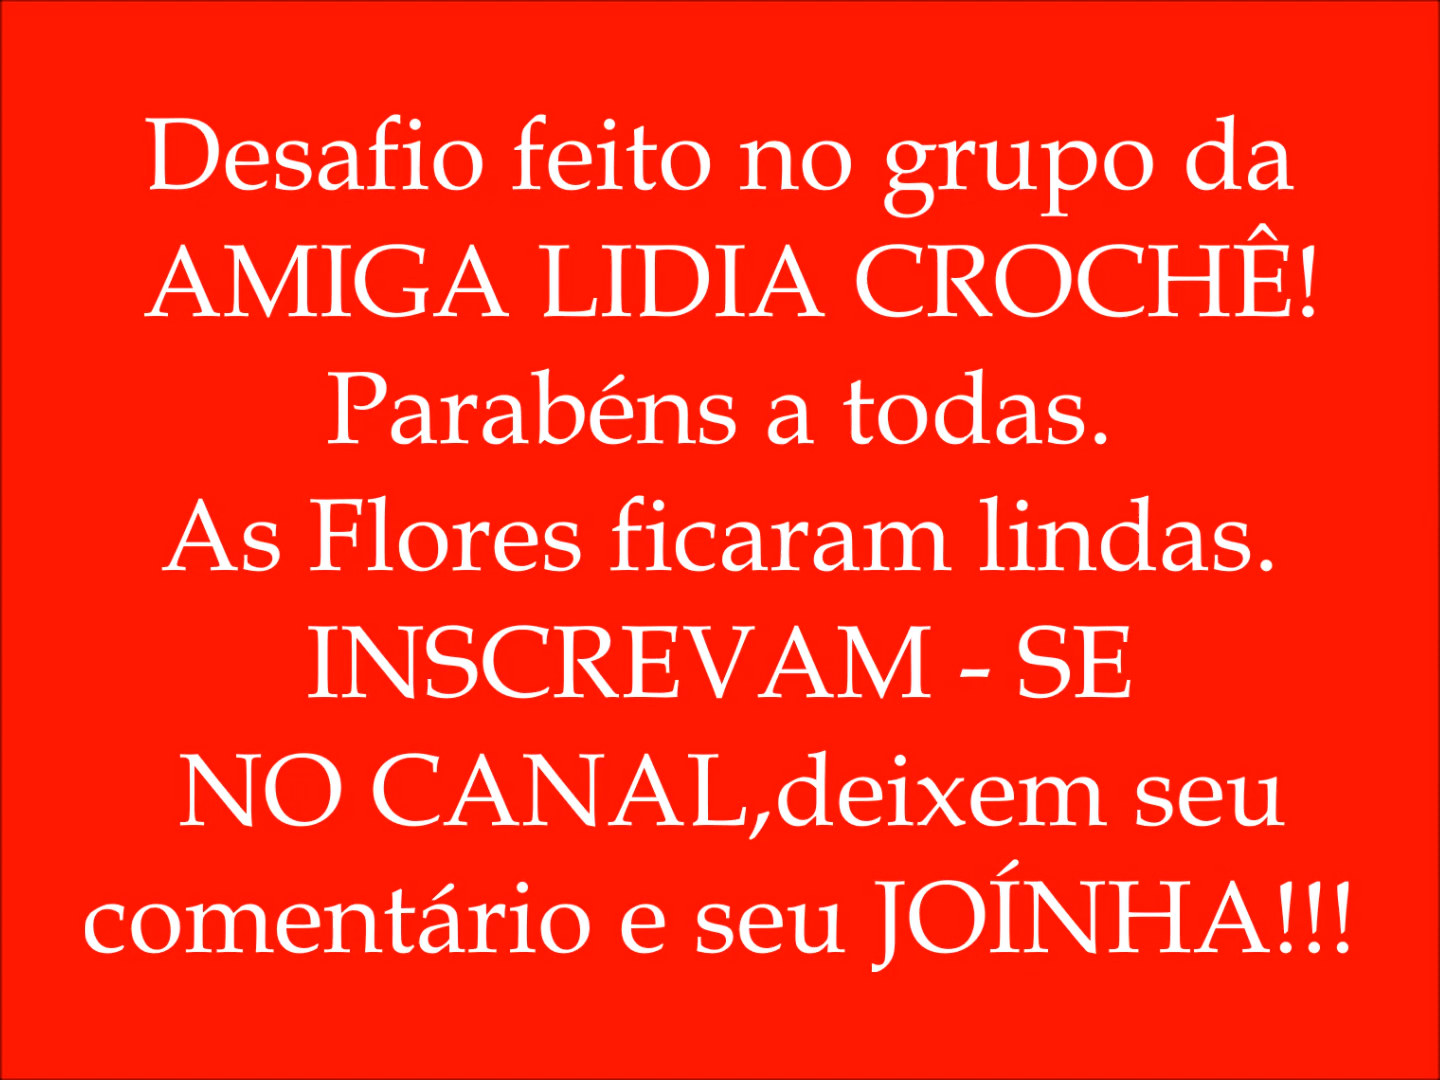 Desafio feito no grupo da
AMIGA LIDIA CROCHÊ!
Parabéns a todas.
As Flores ficaram lindas.
INSCREVAM - SE
NO CANAL,deixem seu
comentário e seu JOÍNHA!!!